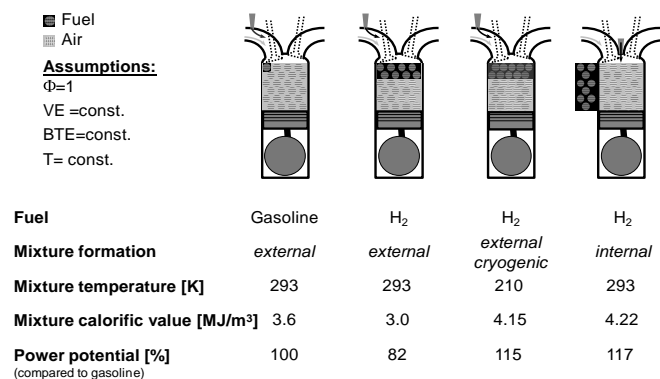 Fuel
Air
Assumptions:
Φ=1
VE =const.
BTE=const.
T= const.
Fuel Gasoline H₂ H₂ H₂
Mixture formation external external external cryogenic internal
Mixture temperature [K] 293 293 210 293
Mixture calorific value [MJ/m³] 3.6 3.0 4.15 4.22
Power potential [%] 100 82 115 117
(compared to gasoline)